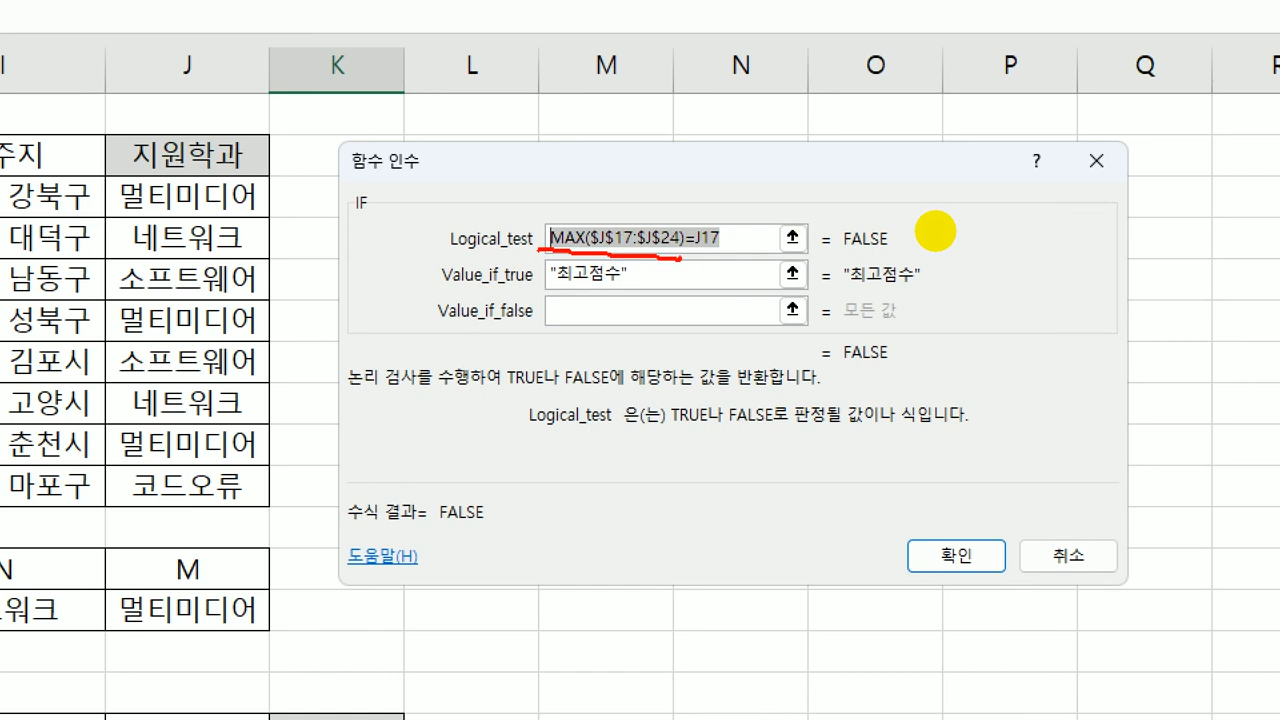 I J K L M N O P Q R
주지 지원학과
강북구 멀티미디어
대덕구 네트워크
남동구 소프트웨어
성북구 멀티미디어
김포시 소프트웨어
고양시 네트워크
춘천시 멀티미디어
마포구 코드오류
N M
워크 멀티미디어
함수 인수 ?
IF
Logical_test MAX($J$17:$J$24)=J17 = FALSE
Value_if_true "최고점수" = "최고점수"
Value_if_false = 모든 값
= FALSE
논리 검사를 수행하여 TRUE나 FALSE에 해당하는 값을 반환합니다.
Logical_test 은(는) TRUE나 FALSE로 판정될 값이나 식입니다.
수식 결과= FALSE
도움말(H) 확인 취소